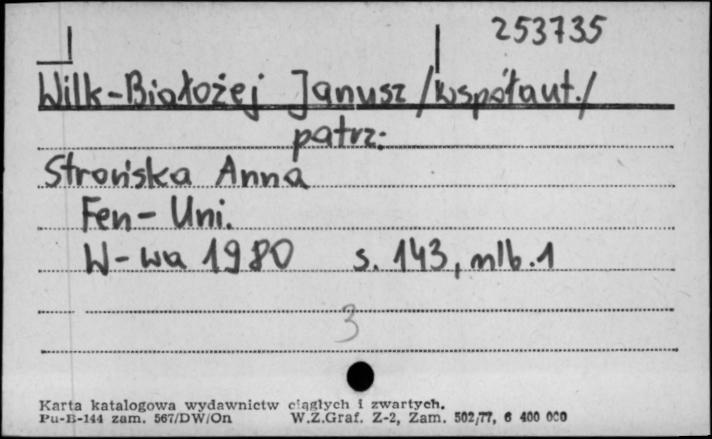 253735
Wilk-Białożej Janusz /współaut./
patrz:
Strońska Anna
Fen-Uni.
W-wa 1980 s. 143, nlb. 1
3
Karta katalogowa wydawnictw ciągłych i zwartych.
Pu-B-144 zam. 567/DW/On W.Z.Graf. Z-2, Zam. 502/77, 6 400 000